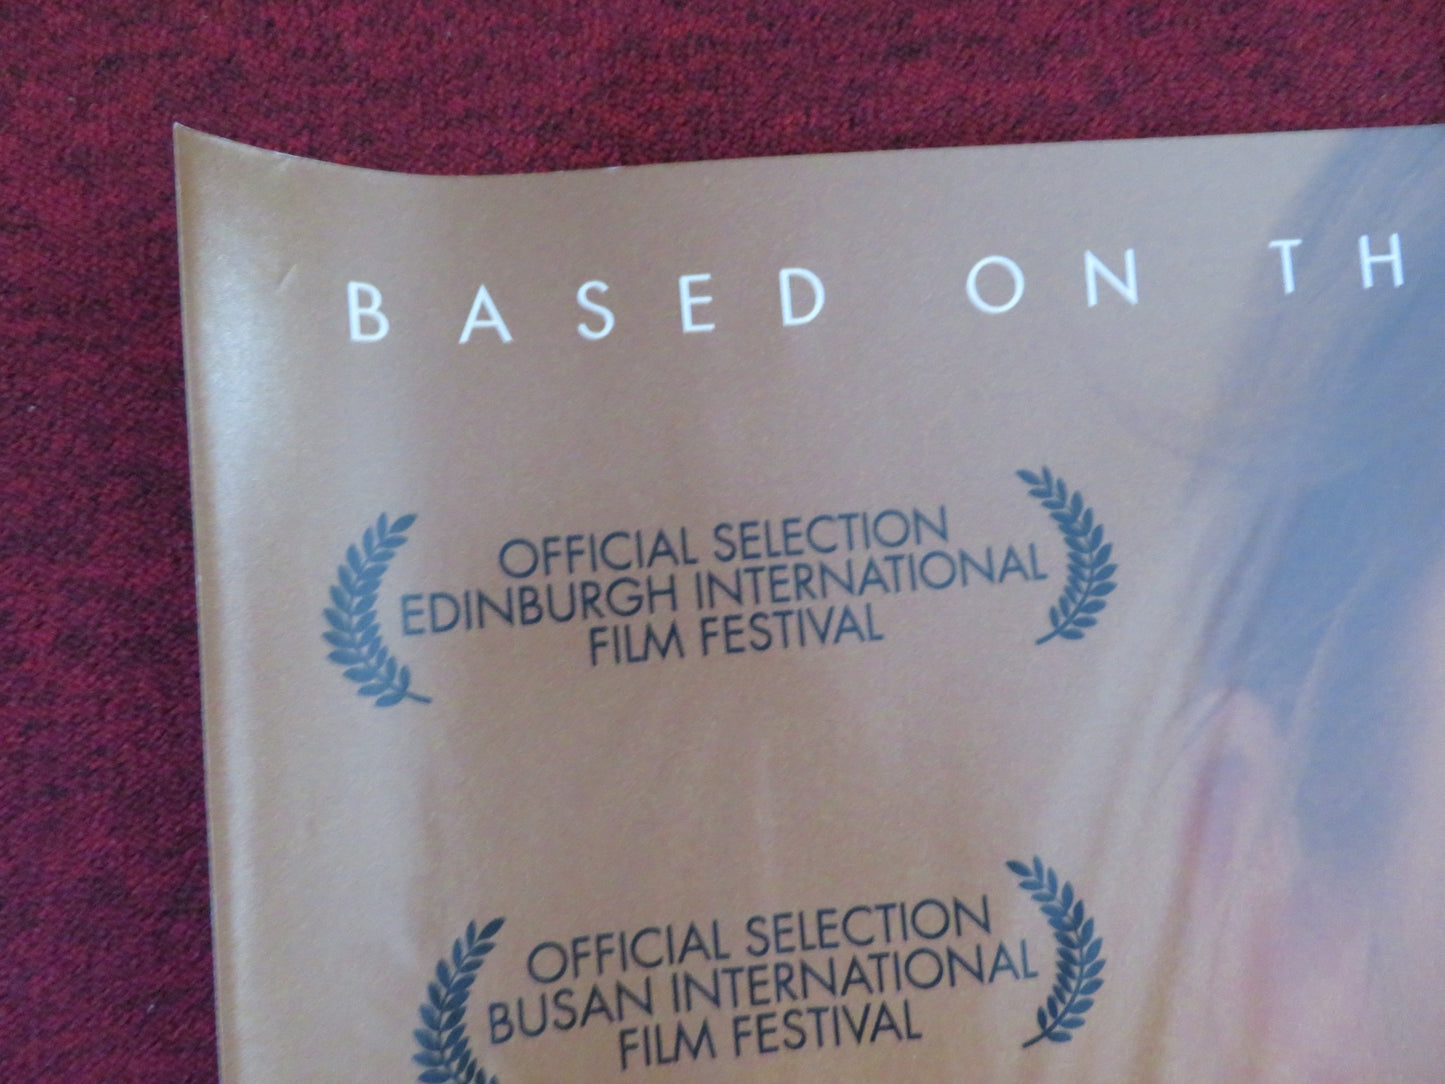 BASED ON TH
OFFICIAL SELECTION
EDINBURGH INTERNATIONAL
FILM FESTIVAL
OFFICIAL SELECTION
BUSAN INTERNATIONAL
FILM FESTIVAL